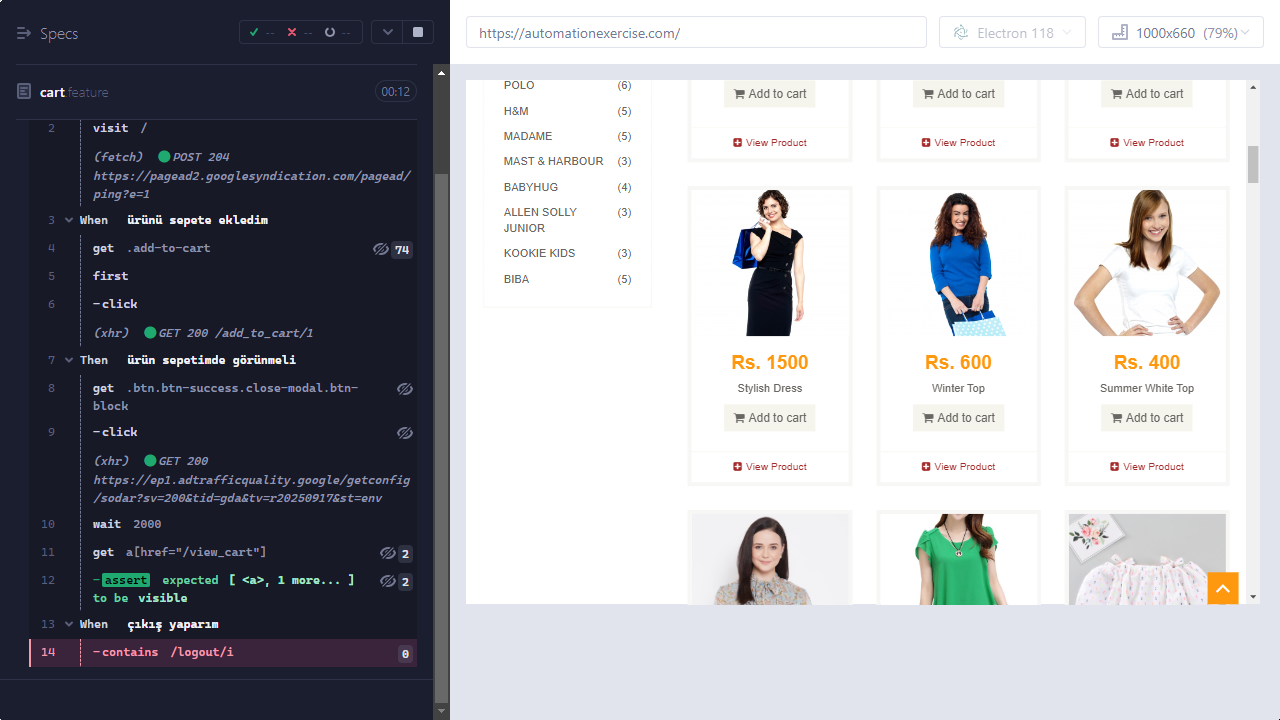 Specs
--
--
--
cart.feature
00:12
2 visit /
(fetch) POST 204
https://pagead2.googlesyndication.com/pagead/
ping?e=1
3 When ürünü sepete ekledim
4 get .add-to-cart 74
5 first
6 -click
(xhr) GET 200 /add_to_cart/1
7 Then ürün sepetimde görünmeli
8 get .btn.btn-success.close-modal.btn-
block
9 -click
(xhr) GET 200
https://ep1.adtrafficquality.google/getconfig
/sodar?sv=200&tid=gda&tv=r20250917&st=env
10 wait 2000
11 get a[href="/view_cart"] 2
12 -assert expected [ <a>, 1 more... ] 2
to be visible
13 When çıkış yaparım
14 -contains /logout/i 0
https://automationexercise.com/
Electron 118
1000x660 (79%)
POLO (6)
H&M (5)
MADAME (5)
MAST & HARBOUR (3)
BABYHUG (4)
ALLEN SOLLY (3)
JUNIOR
KOOKIE KIDS (3)
BIBA (5)
Add to cart
Add to cart
Add to cart
View Product
View Product
View Product
Rs. 1500
Rs. 600
Rs. 400
Stylish Dress
Winter Top
Summer White Top
Add to cart
Add to cart
Add to cart
View Product
View Product
View Product